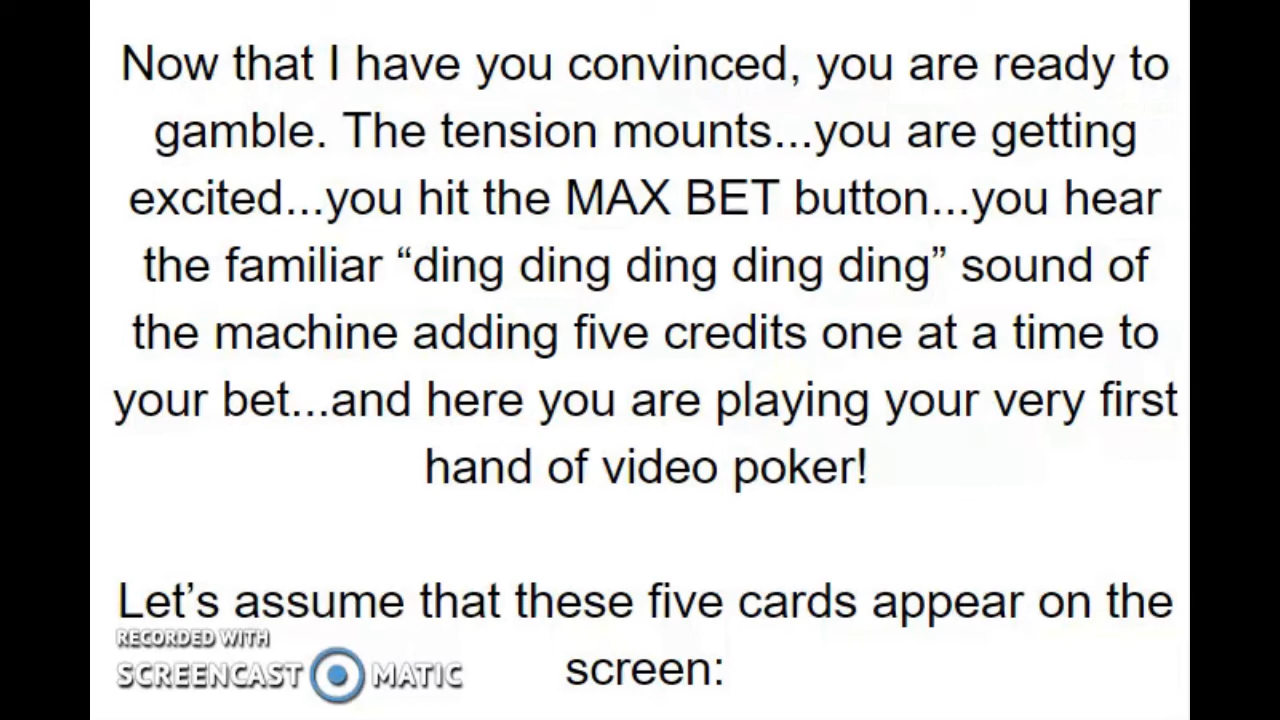 Now that I have you convinced, you are ready to
gamble. The tension mounts...you are getting
excited...you hit the MAX BET button...you hear
the familiar “ding ding ding ding ding” sound of
the machine adding five credits one at a time to
your bet...and here you are playing your very first
hand of video poker!
Let’s assume that these five cards appear on the
screen:
RECORDED WITH
SCREENCAST MATIC